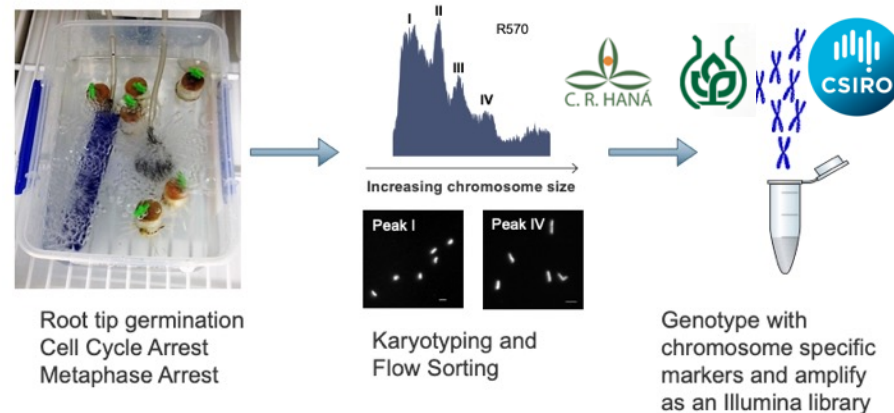 I
II
R570
III
IV
C. R. HANÁ
CSIRO
Increasing chromosome size
Peak I
Peak IV
Root tip germination
Cell Cycle Arrest
Metaphase Arrest
Karyotyping and
Flow Sorting
Genotype with
chromosome specific
markers and amplify
as an Illumina library